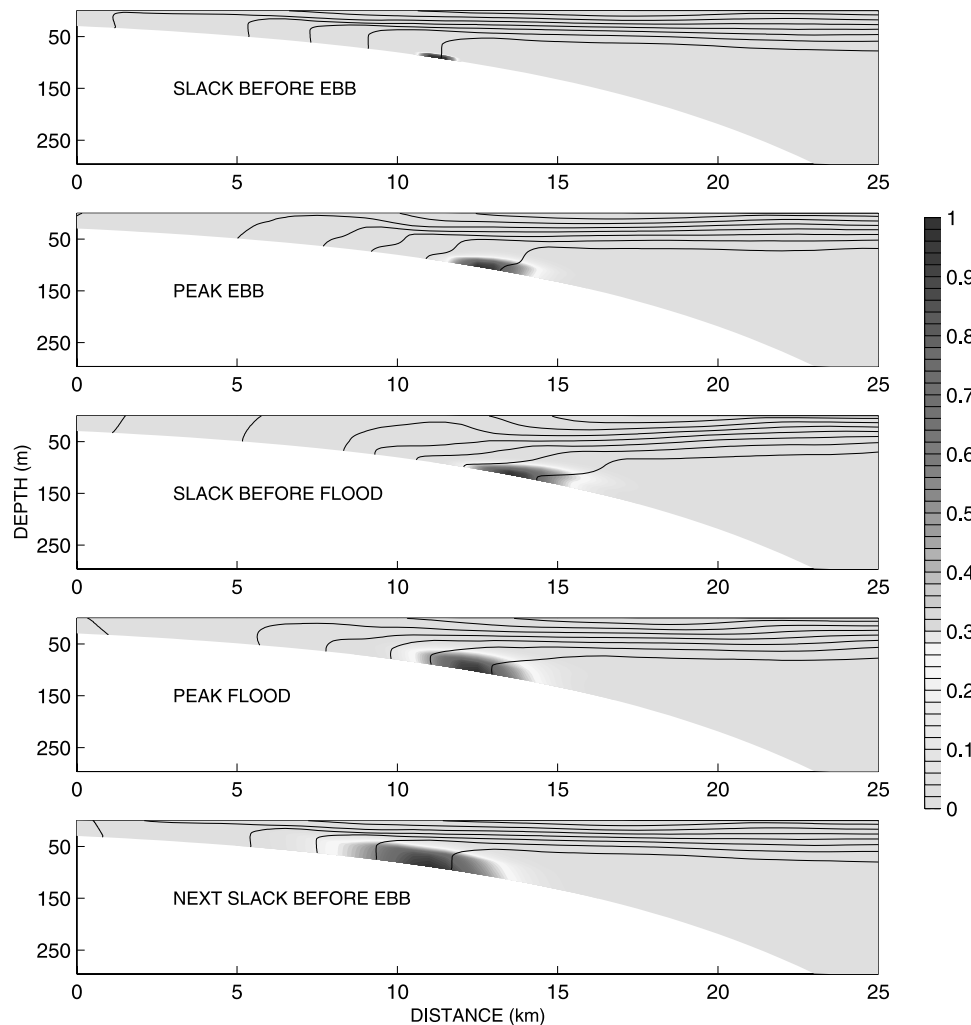 50
150
250
SLACK BEFORE EBB
0 5 10 15 20 25
50
150
250
PEAK EBB
0 5 10 15 20 25
50
150
250
SLACK BEFORE FLOOD
0 5 10 15 20 25
50
150
250
PEAK FLOOD
0 5 10 15 20 25
50
150
250
NEXT SLACK BEFORE EBB
0 5 10 15 20 25
DISTANCE (km)
DEPTH (m)
1
0.9
0.8
0.7
0.6
0.5
0.4
0.3
0.2
0.1
0